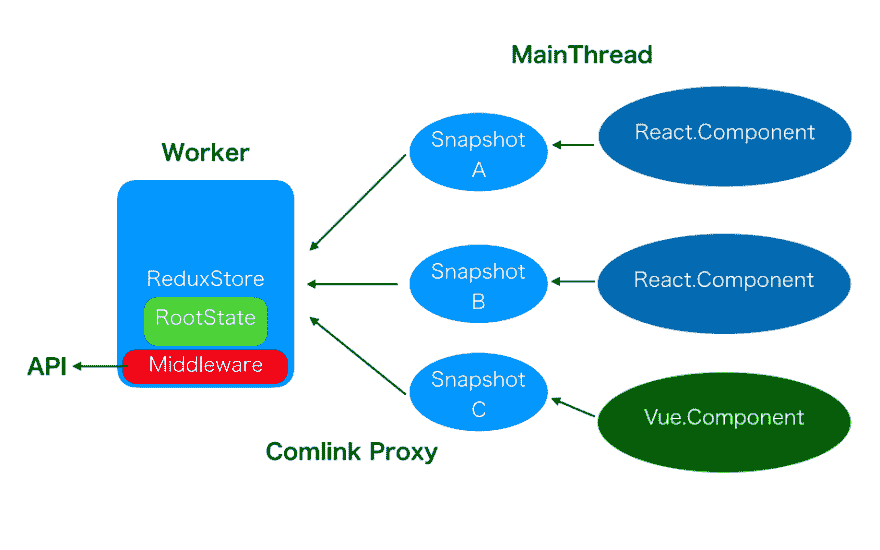 MainThread
Worker
Snapshot
A
React.Component
ReduxStore
RootState
Middleware
API
Snapshot
B
React.Component
Snapshot
C
Vue.Component
Comlink Proxy